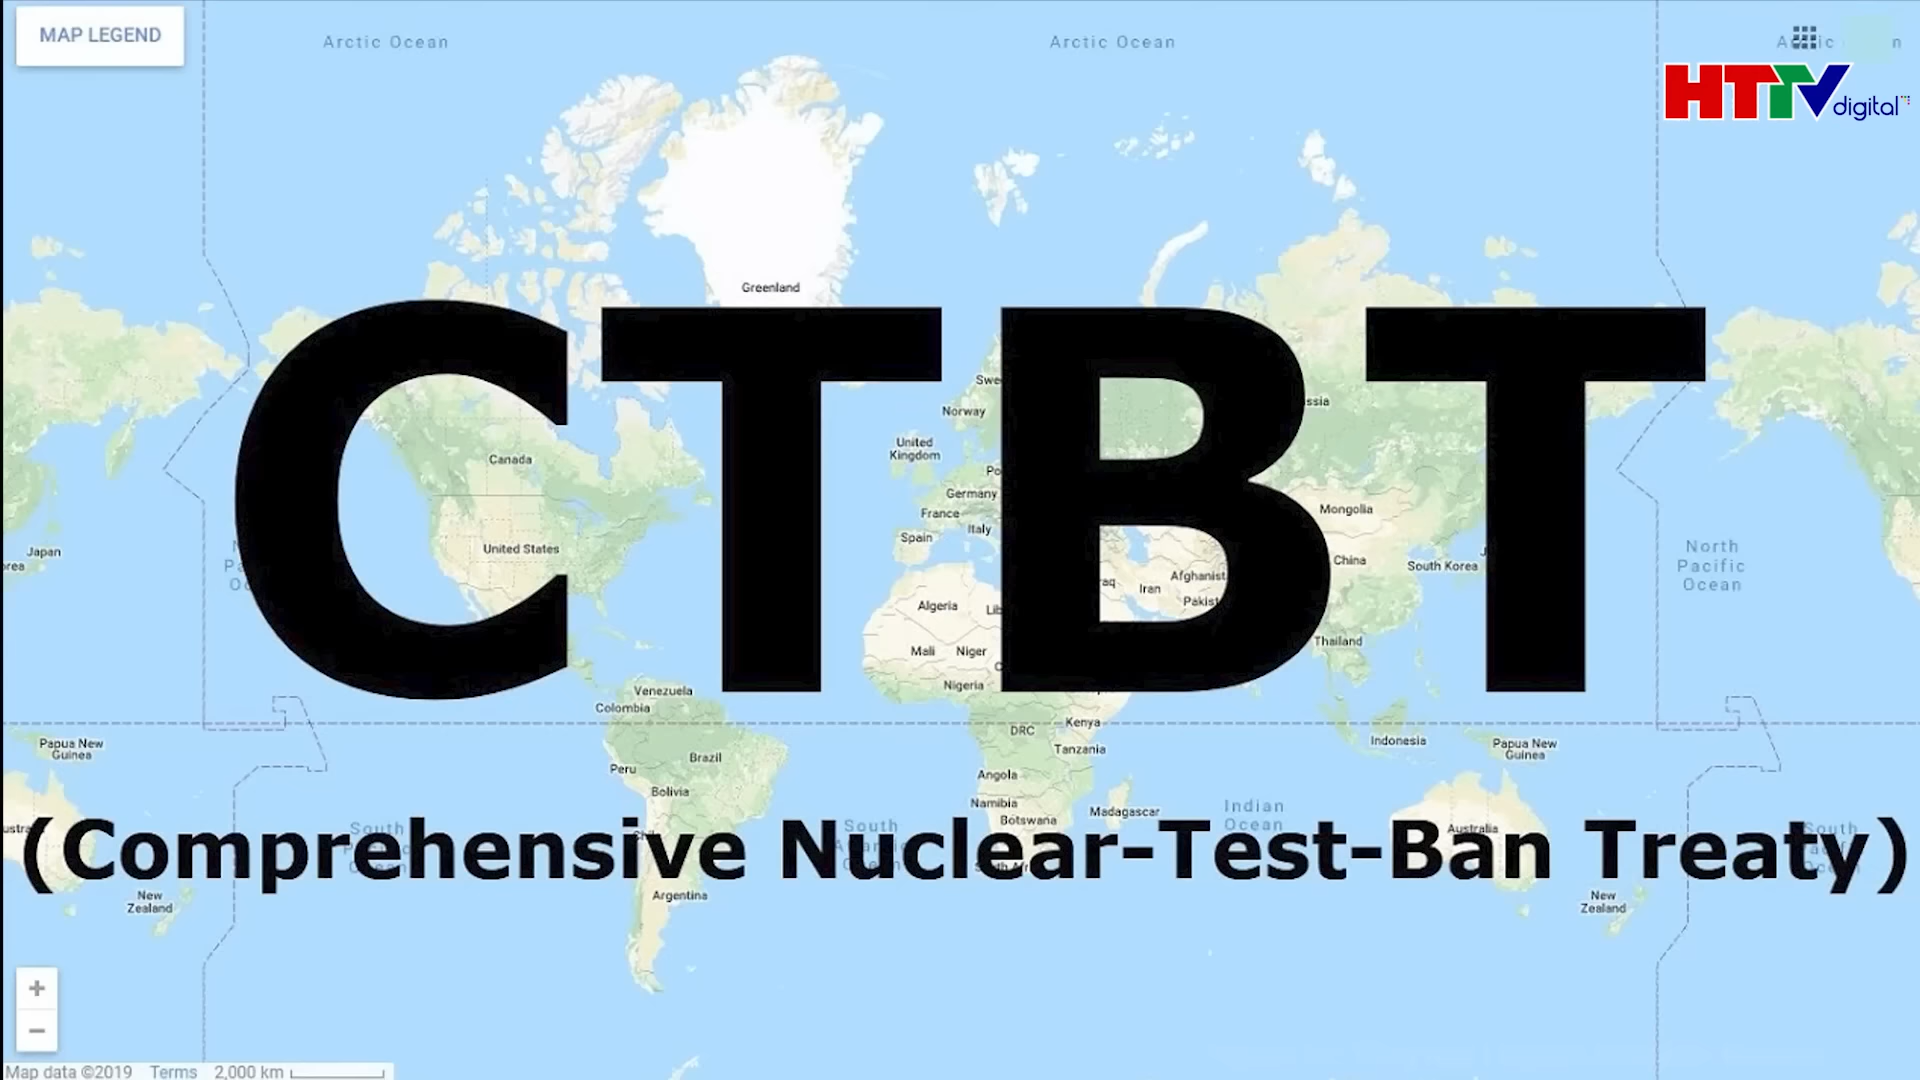 MAP LEGEND
Arctic Ocean
Arctic Ocean
HTTV digital
Greenland
CTBT
Norway
United
Kingdom
Canada
Germany
Mongolia
France
Italy
Spain
United States
Japan
China
South Korea
North
Pacific
Ocean
Iran
Algeria
Thailand
Mali
Niger
Nigeria
Venezuela
Colombia
Kenya
DRC
Papua New
Guinea
Tanzania
Indonesia
Papua New
Guinea
Brazil
Peru
Angola
Bolivia
Namibia
Madagascar
Botswana
Indian
Ocean
Australia
(Comprehensive Nuclear-Test-Ban Treaty)
Argentina
New
Zealand
New
Zealand
Map data ©2019 Terms 2,000 km